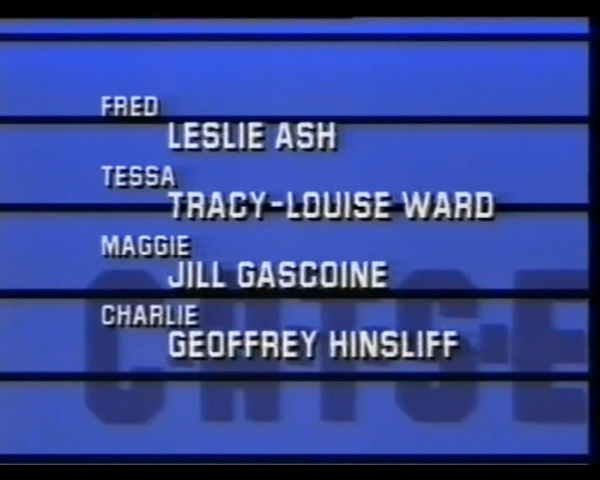 FRED
LESLIE ASH
TESSA
TRACY-LOUISE WARD
MAGGIE
JILL GASCOINE
CHARLIE
GEOFFREY HINSLIFF
C·A·T·S·E